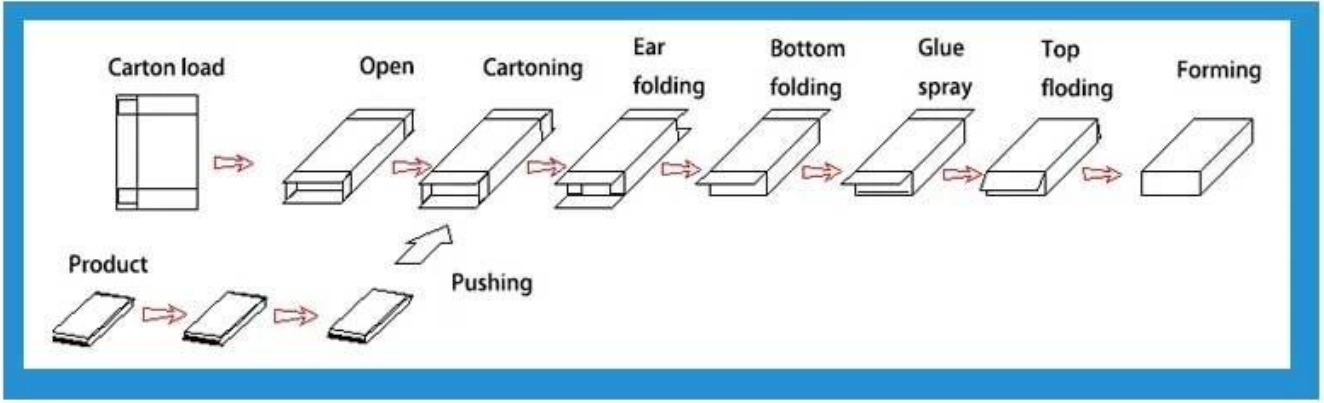 Carton load
Open
Cartoning
Ear
folding
Bottom
folding
Glue
spray
Top
floding
Forming
Product
Pushing